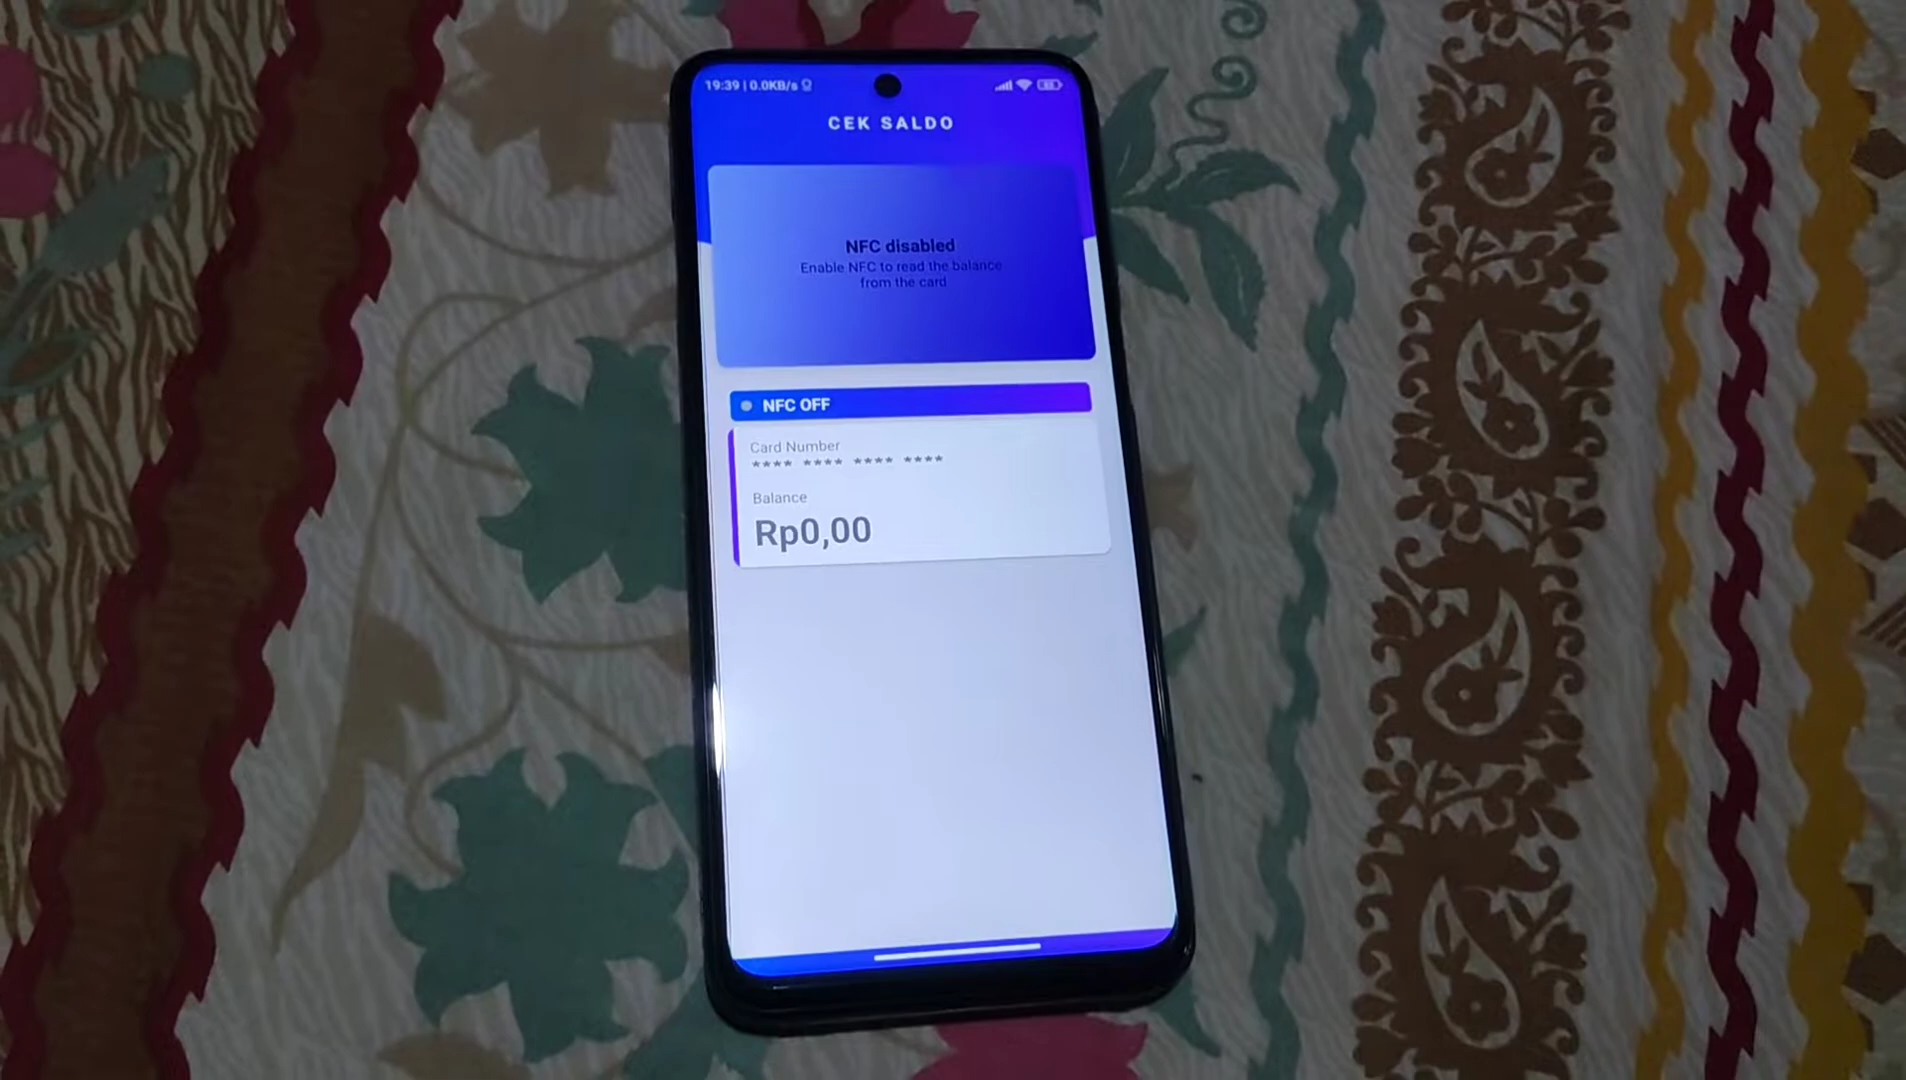 19:39 | 0.0KB/s
CEK SALDO
NFC disabled
Enable NFC to read the balance
from the card
NFC OFF
Card Number
**** **** **** ****
Balance
Rp0,00